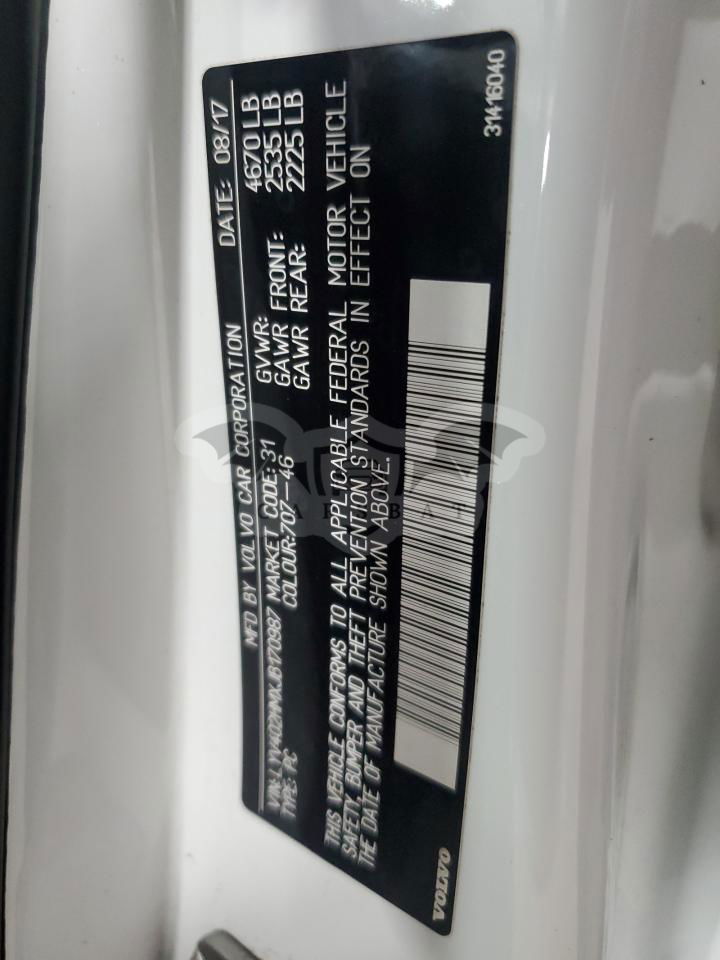 MFD BY VOLVO CAR CORPORATION DATE: 08/17
VIN: MARKET CODE: 31 GVWR: 4670 LB
TYPE: PC COLOUR:707-46 GAWR FRONT: 2535 LB
GAWR REAR: 2225 LB
THIS VEHICLE CONFORMS TO ALL APPLICABLE FEDERAL MOTOR VEHICLE
SAFETY, BUMPER AND THEFT PREVENTION STANDARDS IN EFFECT ON
THE DATE OF MANUFACTURE SHOWN ABOVE.
VOLVO 31416040